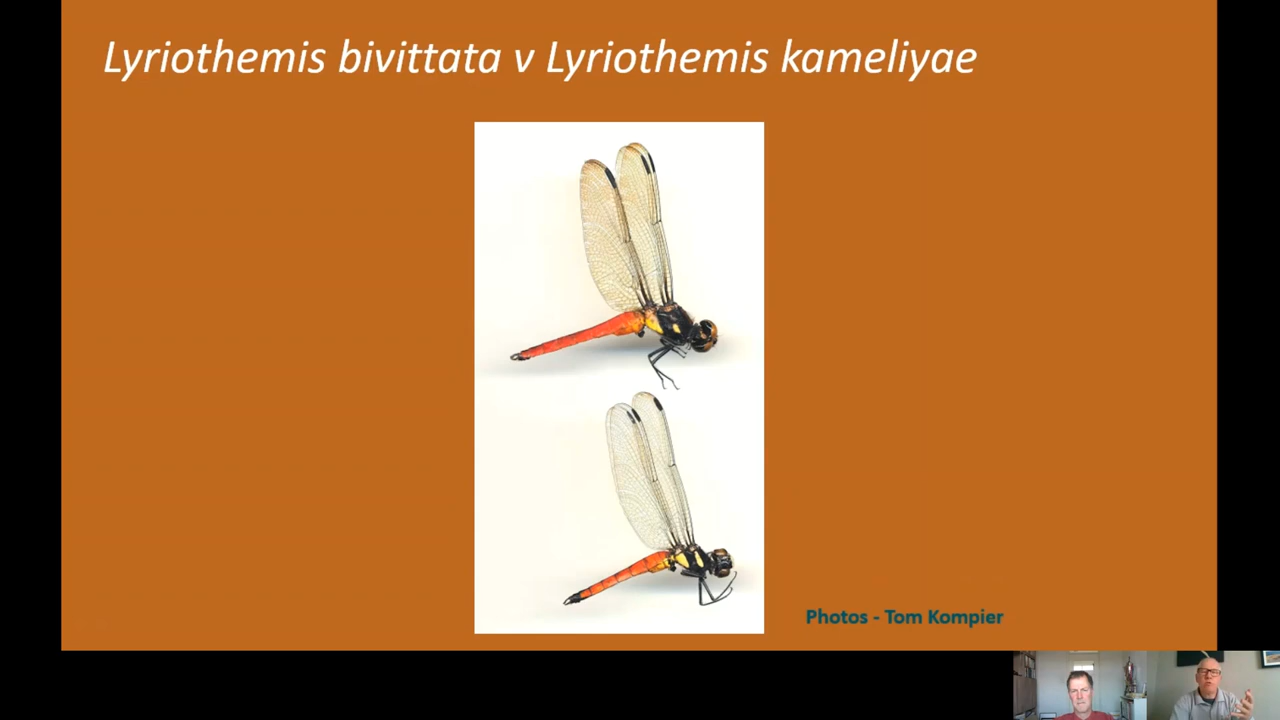 Lyriothemis bivittata v Lyriothemis kameliyae
Photos - Tom Kompier